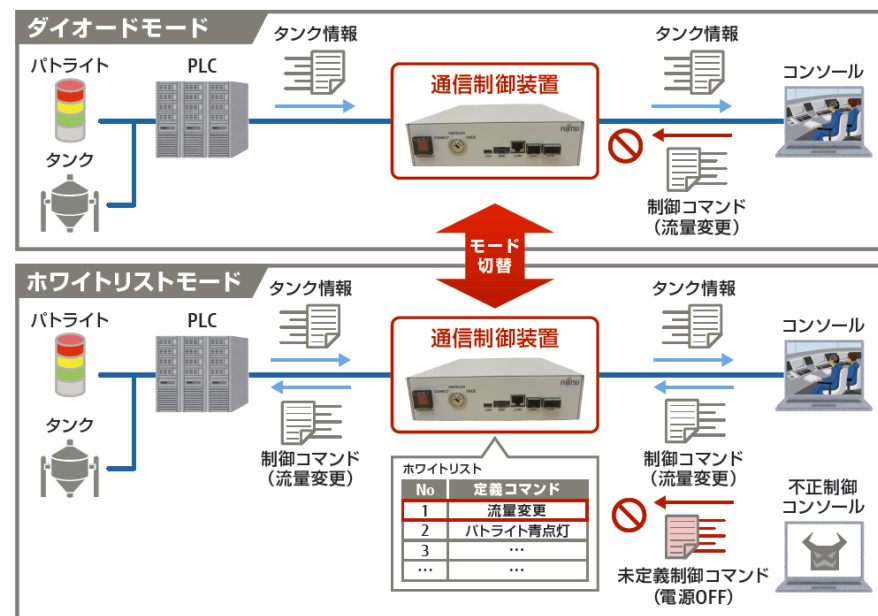 ダイオードモード
パトライト
PLC
タンク情報
通信制御装置
タンク情報
コンソール
タンク
FUJITSU
制御コマンド
（流量変更）
モード
切替
ホワイトリストモード
パトライト
PLC
タンク情報
通信制御装置
タンク情報
コンソール
タンク
FUJITSU
制御コマンド
（流量変更）
制御コマンド
（流量変更）
ホワイトリスト
No 定義コマンド
1 流量変更
2 パトライト青点灯
3 …
… …
不正制御
コンソール
未定義制御コマンド
（電源OFF）